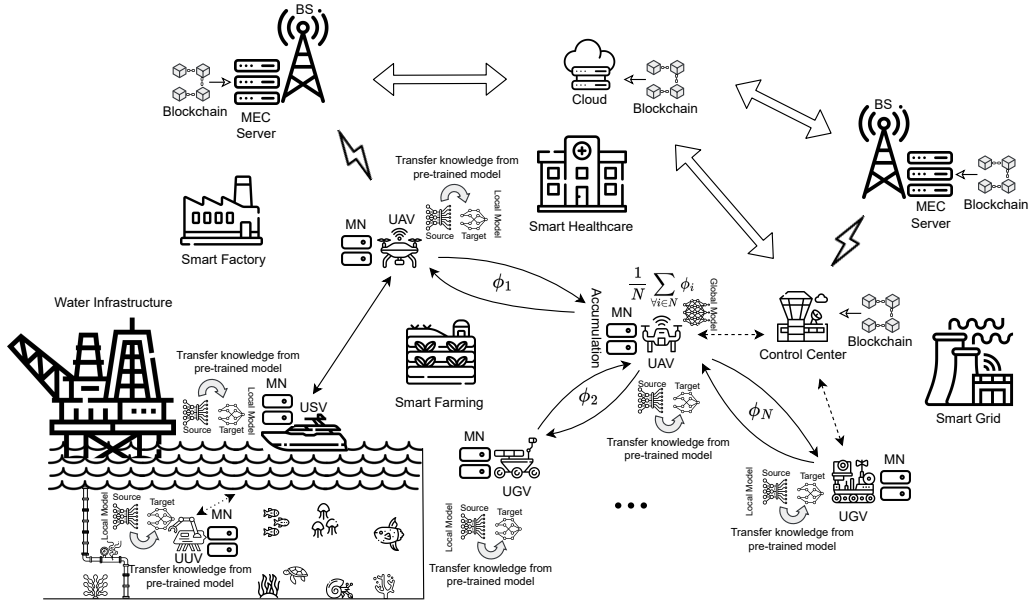 BS
Blockchain
MEC
Server
Cloud
Blockchain
BS
MEC
Server
Blockchain
Transfer knowledge from
pre-trained model
Source
Target
Local Model
MN
UAV
Smart Factory
Smart Healthcare
Water Infrastructure
ϕ₁
Accumulation
1/N ∑_{∀i∈N} ϕᵢ
Global Model
MN
UAV
Control Center
Blockchain
Smart Grid
Smart Farming
Transfer knowledge from
pre-trained model
Source
Target
Local Model
MN
USV
ϕ₂
Source
Target
Transfer knowledge from
pre-trained model
ϕ_N
MN
UGV
Local Model
Source
Target
Transfer knowledge from
pre-trained model
MN
UGV
Local Model
Source
Target
Transfer knowledge from
pre-trained model
• • •
Local Model
Source
Target
MN
UUV
Transfer knowledge from
pre-trained model